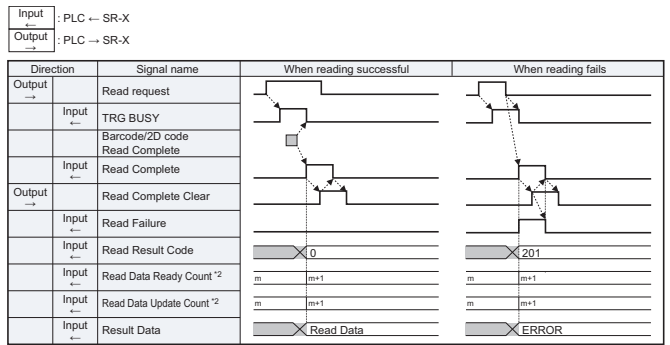 Input
←
: PLC ← SR-X
Output
→
: PLC → SR-X
Direction Signal name When reading successful When reading fails
Output
→
Read request
Input
←
TRG BUSY
Barcode/2D code
Read Complete
Input
←
Read Complete
Output
→
Read Complete Clear
Input
←
Read Failure
Input
←
Read Result Code 0 201
Input
←
Read Data Ready Count *2 m m+1 m m+1
Input
←
Read Data Update Count *2 m m+1 m m+1
Input
←
Result Data Read Data ERROR